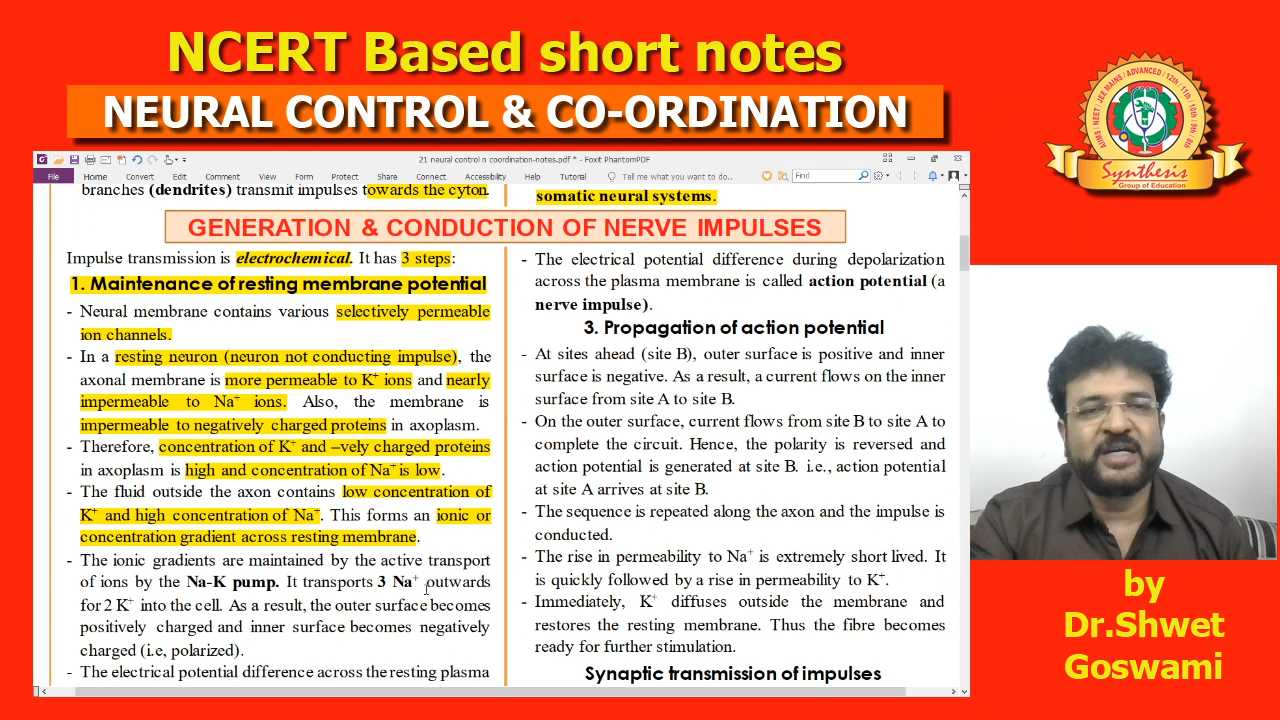 NCERT Based short notes
NEURAL CONTROL & CO-ORDINATION
AIIMS / NEET / JEE MAINS / ADVANCED / 12th / 11th / 10th / 9th / 8th
Synthesis
Group of Education
21 neural control n coordination-notes.pdf * - Foxit PhantomPDF
File Home Convert Edit Organize Comment View Form Protect Share Connect Accessibility Help Tutorial Tell me what you want to do.. Find
branches (dendrites) transmit impulses towards the cyton.
somatic neural systems.
GENERATION & CONDUCTION OF NERVE IMPULSES
Impulse transmission is electrochemical. It has 3 steps:
1. Maintenance of resting membrane potential
- Neural membrane contains various selectively permeable
ion channels.
- In a resting neuron (neuron not conducting impulse), the
axonal membrane is more permeable to K+ ions and nearly
impermeable to Na+ ions. Also, the membrane is
impermeable to negatively charged proteins in axoplasm.
- Therefore, concentration of K+ and –vely charged proteins
in axoplasm is high and concentration of Na+ is low.
- The fluid outside the axon contains low concentration of
K+ and high concentration of Na+. This forms an ionic or
concentration gradient across resting membrane.
- The ionic gradients are maintained by the active transport
of ions by the Na-K pump. It transports 3 Na+ outwards
for 2 K+ into the cell. As a result, the outer surface becomes
positively charged and inner surface becomes negatively
charged (i.e, polarized).
- The electrical potential difference across the resting plasma
- The electrical potential difference during depolarization
across the plasma membrane is called action potential (a
nerve impulse).
3. Propagation of action potential
- At sites ahead (site B), outer surface is positive and inner
surface is negative. As a result, a current flows on the inner
surface from site A to site B.
- On the outer surface, current flows from site B to site A to
complete the circuit. Hence, the polarity is reversed and
action potential is generated at site B. i.e., action potential
at site A arrives at site B.
- The sequence is repeated along the axon and the impulse is
conducted.
- The rise in permeability to Na+ is extremely short lived. It
is quickly followed by a rise in permeability to K+.
- Immediately, K+ diffuses outside the membrane and
restores the resting membrane. Thus the fibre becomes
ready for further stimulation.
Synaptic transmission of impulses
by
Dr.Shwet
Goswami